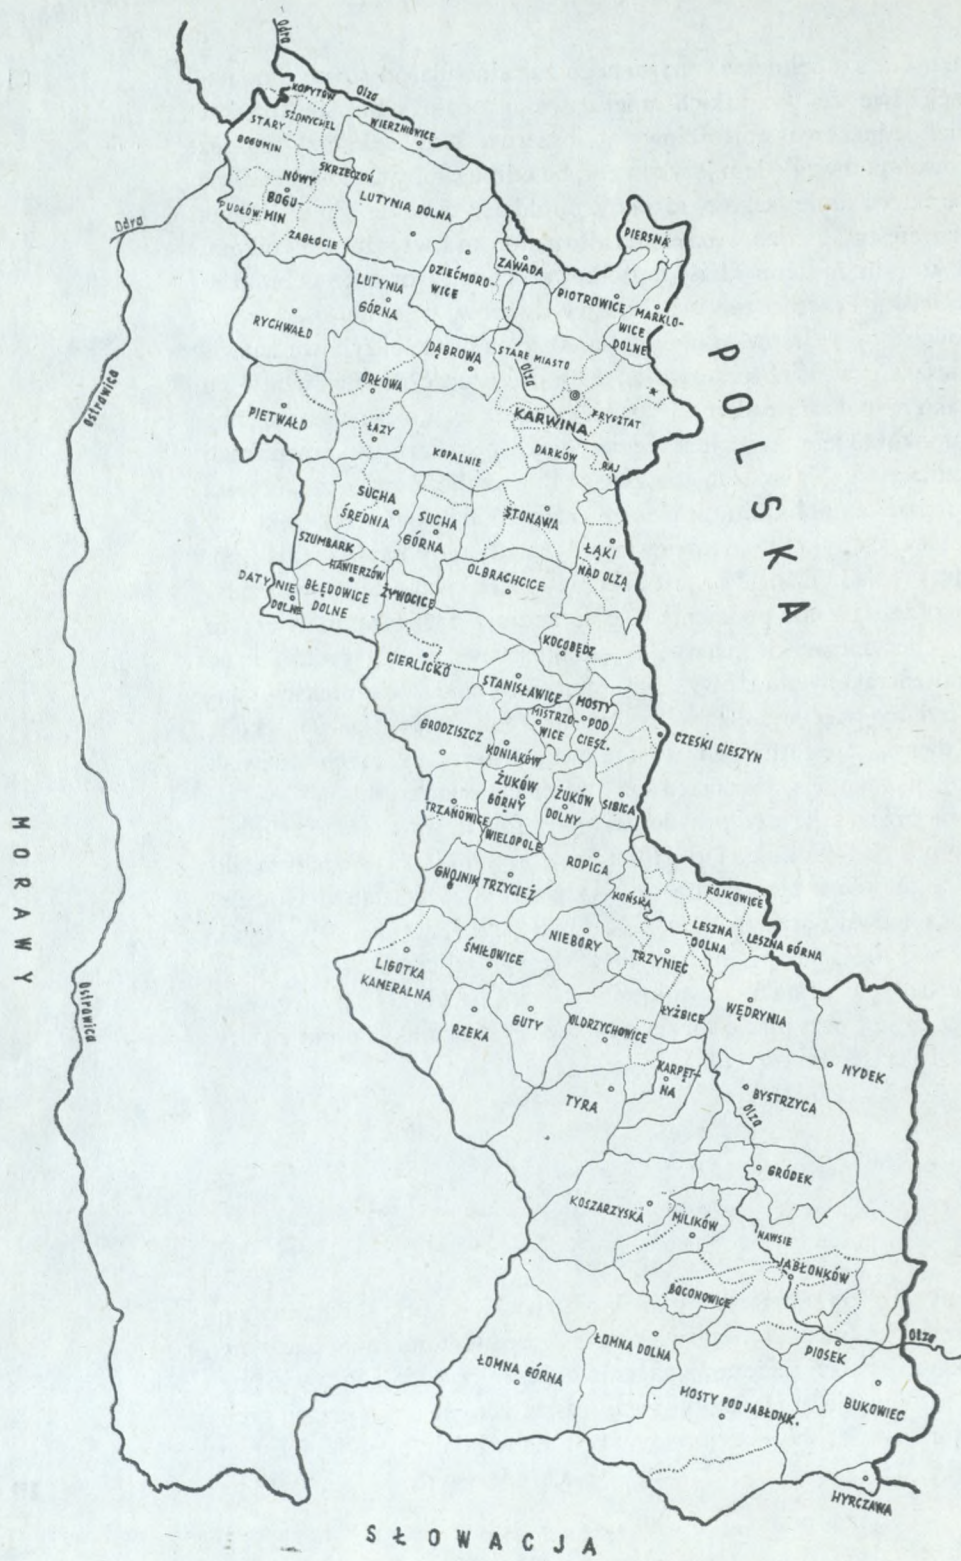 Odra
Olza
KOPYTÓW
SZONYCHEL
STARY
BOGUMIN
WIERZNIOWICE
SKRZECZOŃ
NOWY
BOGU-
MIN
PUDŁÓW
ZABŁOCIE
LUTYNIA DOLNA
Odra
PIERSNA
ZAWADA
DZIEĆMORO-
WICE
LUTYNIA
GÓRNA
PIOTROWICE
MARKLO-
WICE
DOLNE
RYCHWAŁD
DĄBROWA
STARE MIASTO
Olza
ORŁOWA
PIETWAŁD
ŁAZY
KARWINA
FRYSZTAT
KOPALNIE
DARKÓW
RAJ
POLSKA
Ostrawica
SUCHA
ŚREDNIA
SUCHA
GÓRNA
STONAWA
SZUMBARK
ŁĄKI
NAD OLZĄ
HAWIERZÓW
OLBRACHCICE
DATYNIE
DOLNE
BŁĘDOWICE
DOLNE
ŻYWOCICE
KOCOBĘDZ
CIERLICKO
STANISŁAWICE
MOSTY
POD
CIESZ.
MISTRZO-
WICE
GRODZISZCZ
KONIAKÓW
CZESKI CIESZYN
ŻUKÓW
GÓRNY
ŻUKÓW
DOLNY
SIBICA
TRZANOWICE
WIELOPOLE
ROPICA
GNOJNIK
TRZYCIEŻ
KOŃSKA
KOJKOWICE
LESZNA
DOLNA
LESZNA GÓRNA
MORAWY
NIEBORY
TRZYNIEC
ŚMIŁOWICE
LIGOTKA
KAMERALNA
Ostrawica
RZEKA
GUTY
OLDRZYCHOWICE
ŁYŻBICE
WĘDRYNIA
NYDEK
KARPĘT-
NA
BYSTRZYCA
TYRA
Olza
GRÓDEK
KOSZARZYSKA
MILIKÓW
NAWSIE
JABŁONKÓW
BOCONOWICE
Olza
ŁOMNA DOLNA
PIOSEK
ŁOMNA GÓRNA
MOSTY POD JABŁONK.
BUKOWIEC
HYRCZAWA
SŁOWACJA